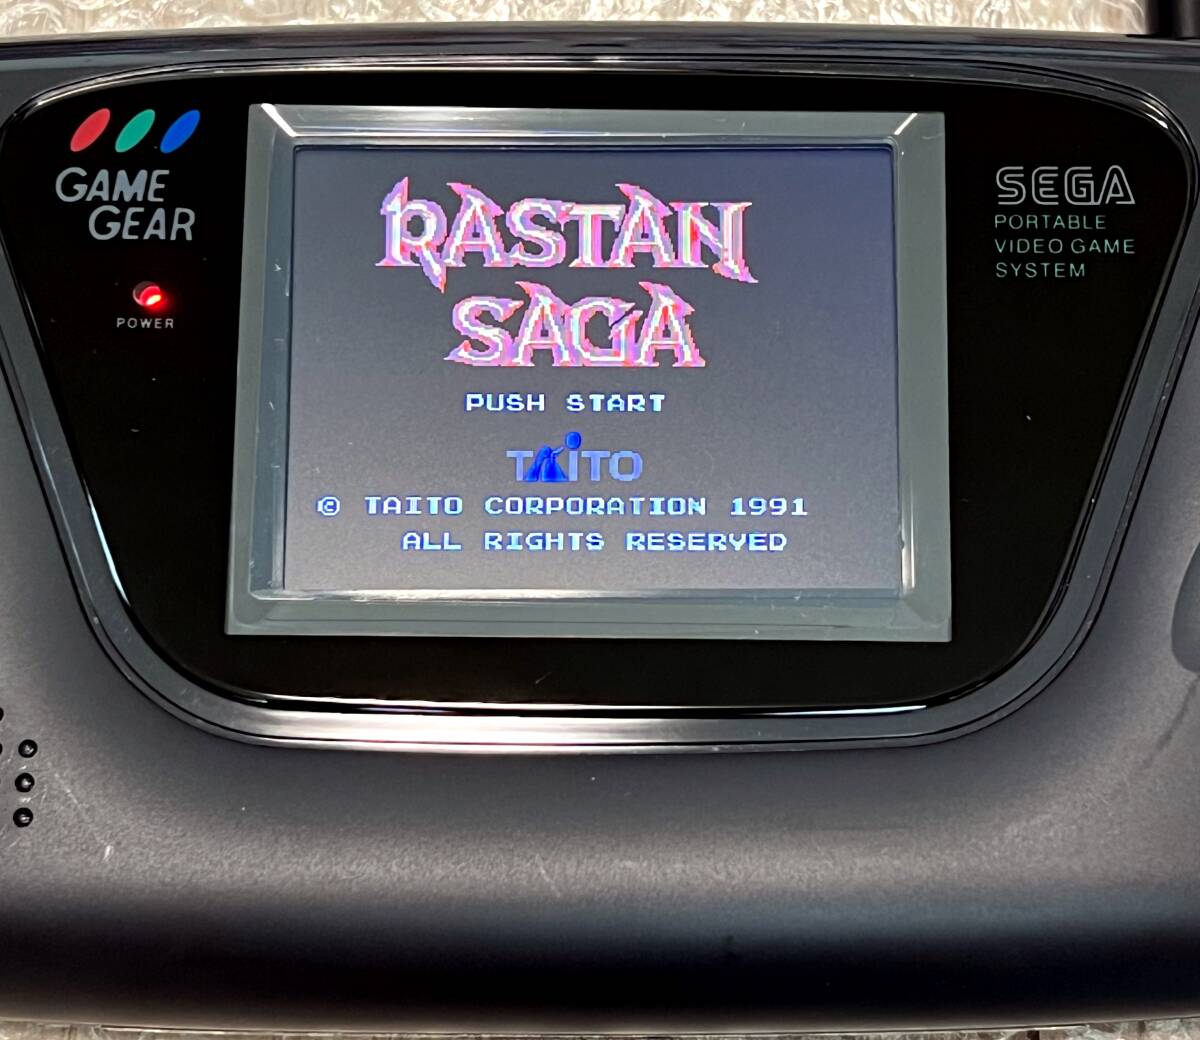 GAME
GEAR
POWER
RASTAN
SAGA
PUSH START
TAITO
© TAITO CORPORATION 1991
ALL RIGHTS RESERVED
SEGA
PORTABLE
VIDEO GAME
SYSTEM